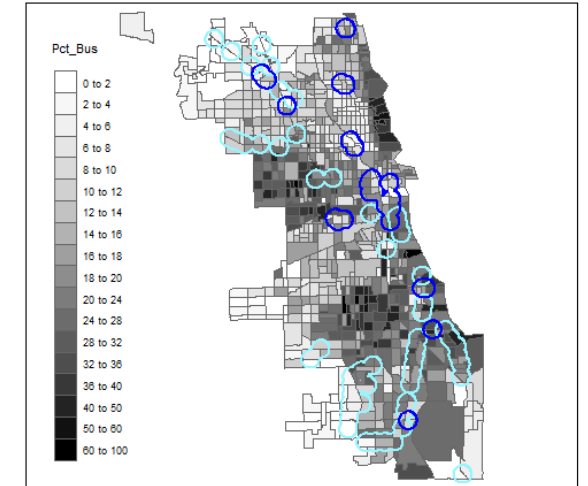 Pct_Bus
0 to 2
2 to 4
4 to 6
6 to 8
8 to 10
10 to 12
12 to 14
14 to 16
16 to 18
18 to 20
20 to 24
24 to 28
28 to 32
32 to 36
36 to 40
40 to 50
50 to 60
60 to 100